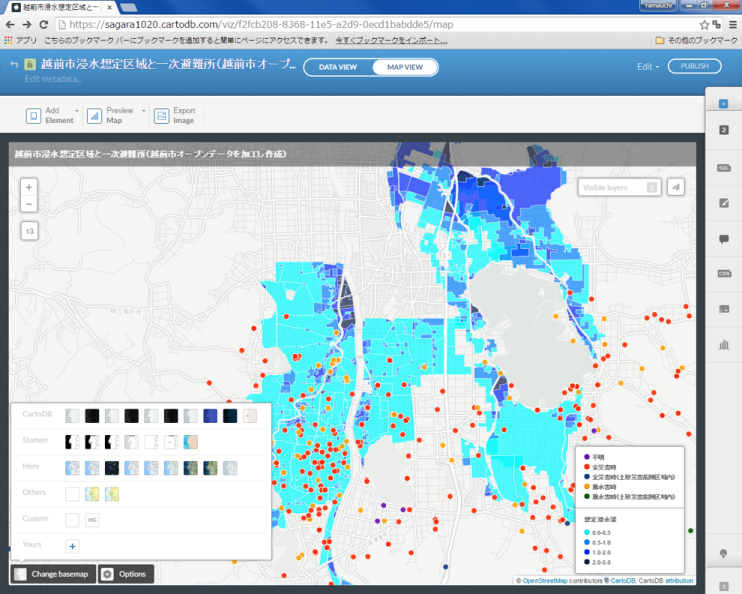 越前市浸水想定区域と一次...
Yamauchi
https://sagara1020.cartodb.com/viz/f2fcb208-8368-11e5-a2d9-0ecd1babdde5/map
アプリ こちらのブックマーク バーにブックマークを追加すると簡単にページにアクセスできます。 今すぐブックマークをインポート...
その他のブックマーク
越前市浸水想定区域と一次避難所(越前市オープ...
Edit metadata...
DATA VIEW
MAP VIEW
Edit
PUBLISH
Add Element
Preview Map
Export Image
越前市浸水想定区域と一次避難所(越前市オープンデータを加工し作成)
+
−
13
Visible layers
2
SQL
CSS
CartoDB
Stamen
Here
Others
Custom
IMG
Yours
+
不明
全災害時
全災害時(土砂災害危険区域内)
風水害時
風水害時(土砂災害危険区域内)
想定浸水深
0.0-0.5
0.5-1.0
1.0-2.0
2.0-3.0
Change basemap
Options
© OpenStreetMap contributors © CartoDB, CartoDB attribution
1